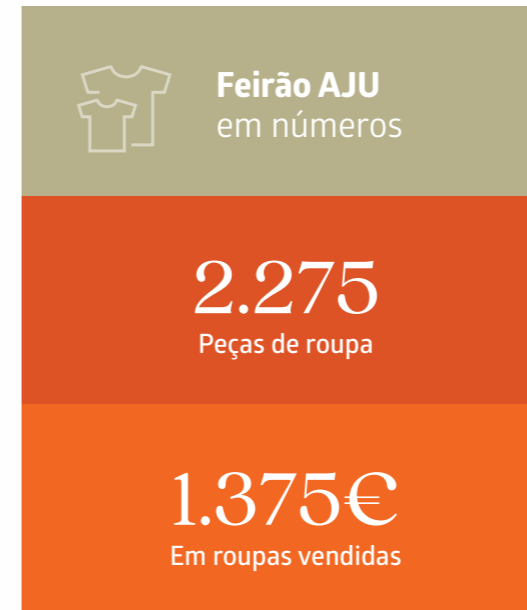 Feirão AJU
em números
2.275
Peças de roupa
1.375€
Em roupas vendidas